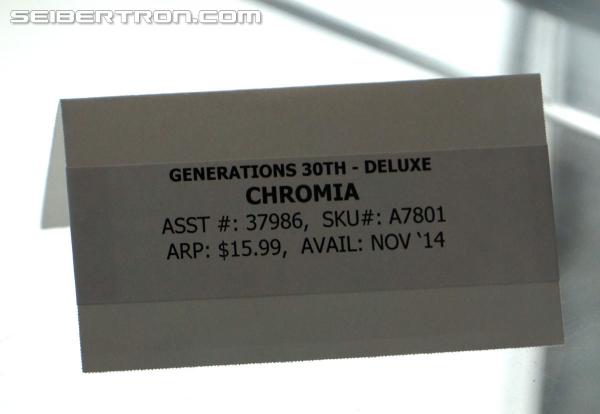 SEIBERTRON.com
GENERATIONS 30TH - DELUXE
CHROMIA
ASST #: 37986, SKU#: A7801
ARP: $15.99, AVAIL: NOV ‘14